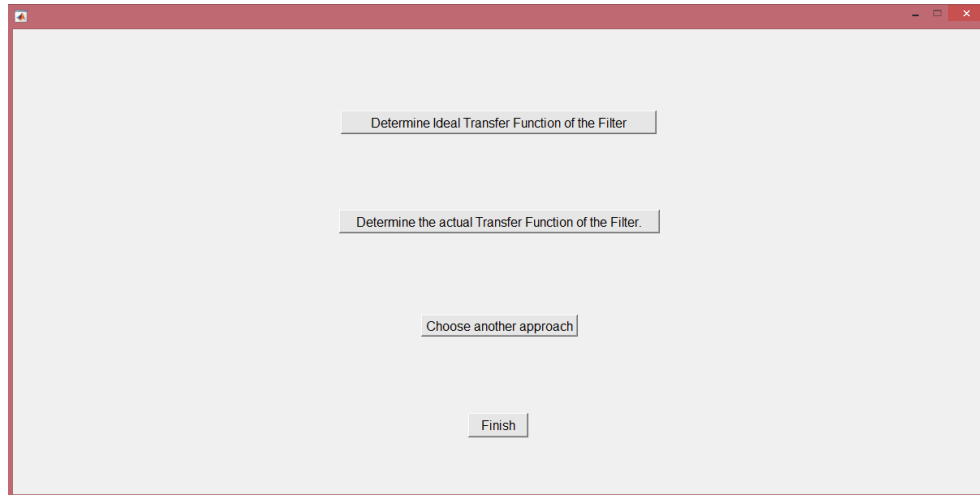 Determine Ideal Transfer Function of the Filter
Determine the actual Transfer Function of the Filter.
Choose another approach
Finish